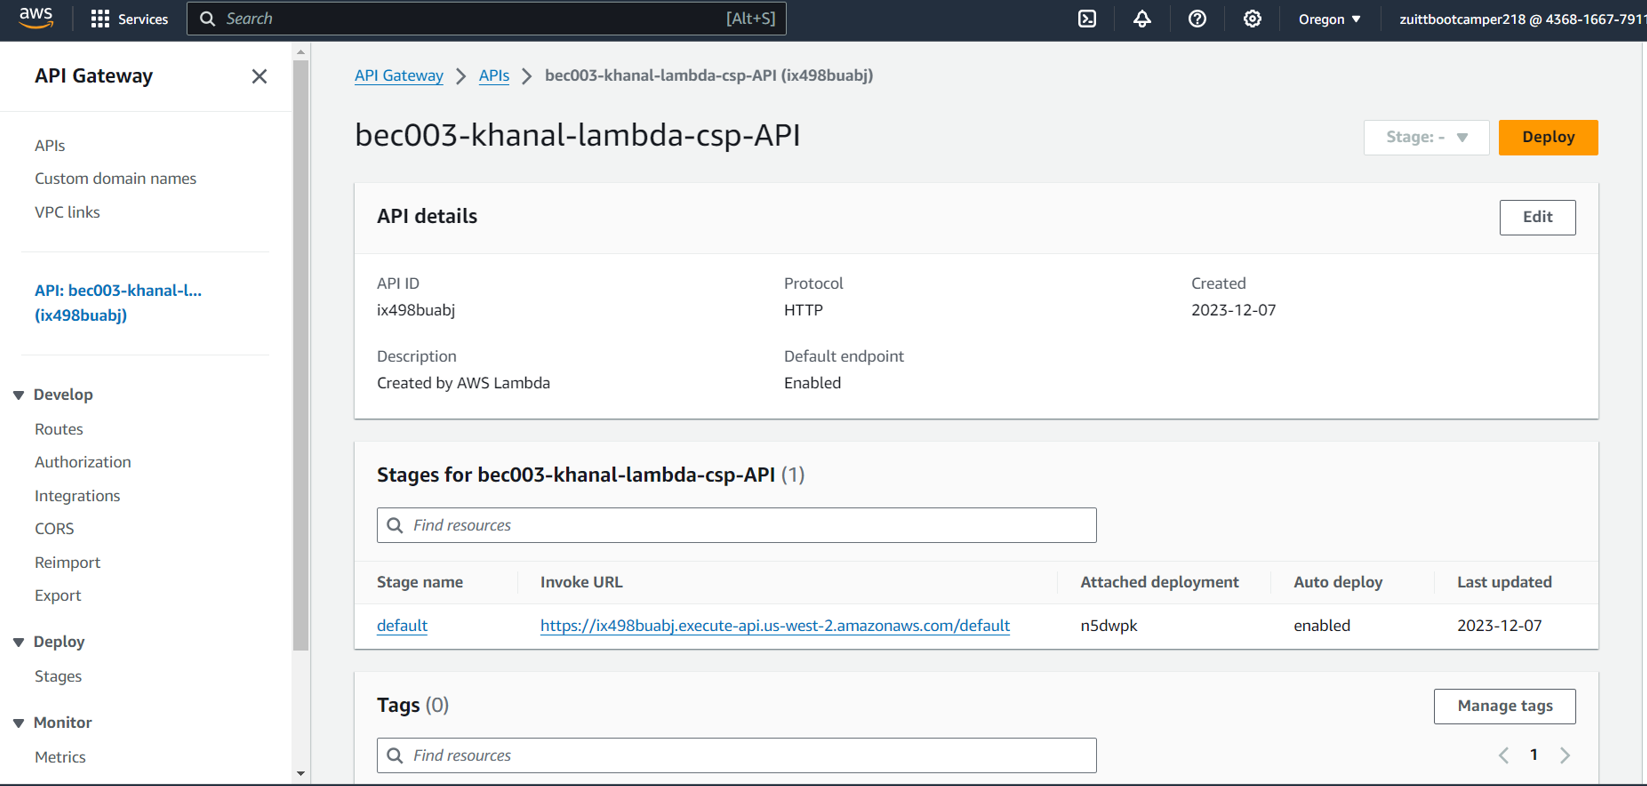 aws
Services
Search
[Alt+S]
Oregon
zuittbootcamper218 @ 4368-1667-7911
API Gateway
APIs
Custom domain names
VPC links
API: bec003-khanal-l...
(ix498buabj)
Develop
Routes
Authorization
Integrations
CORS
Reimport
Export
Deploy
Stages
Monitor
Metrics
API Gateway > APIs > bec003-khanal-lambda-csp-API (ix498buabj)
bec003-khanal-lambda-csp-API
Stage: -
Deploy
API details
Edit
API ID Protocol Created
ix498buabj HTTP 2023-12-07
Description Default endpoint
Created by AWS Lambda Enabled
Stages for bec003-khanal-lambda-csp-API (1)
Find resources
Stage name Invoke URL Attached deployment Auto deploy Last updated
default https://ix498buabj.execute-api.us-west-2.amazonaws.com/default n5dwpk enabled 2023-12-07
Tags (0)
Manage tags
Find resources
1